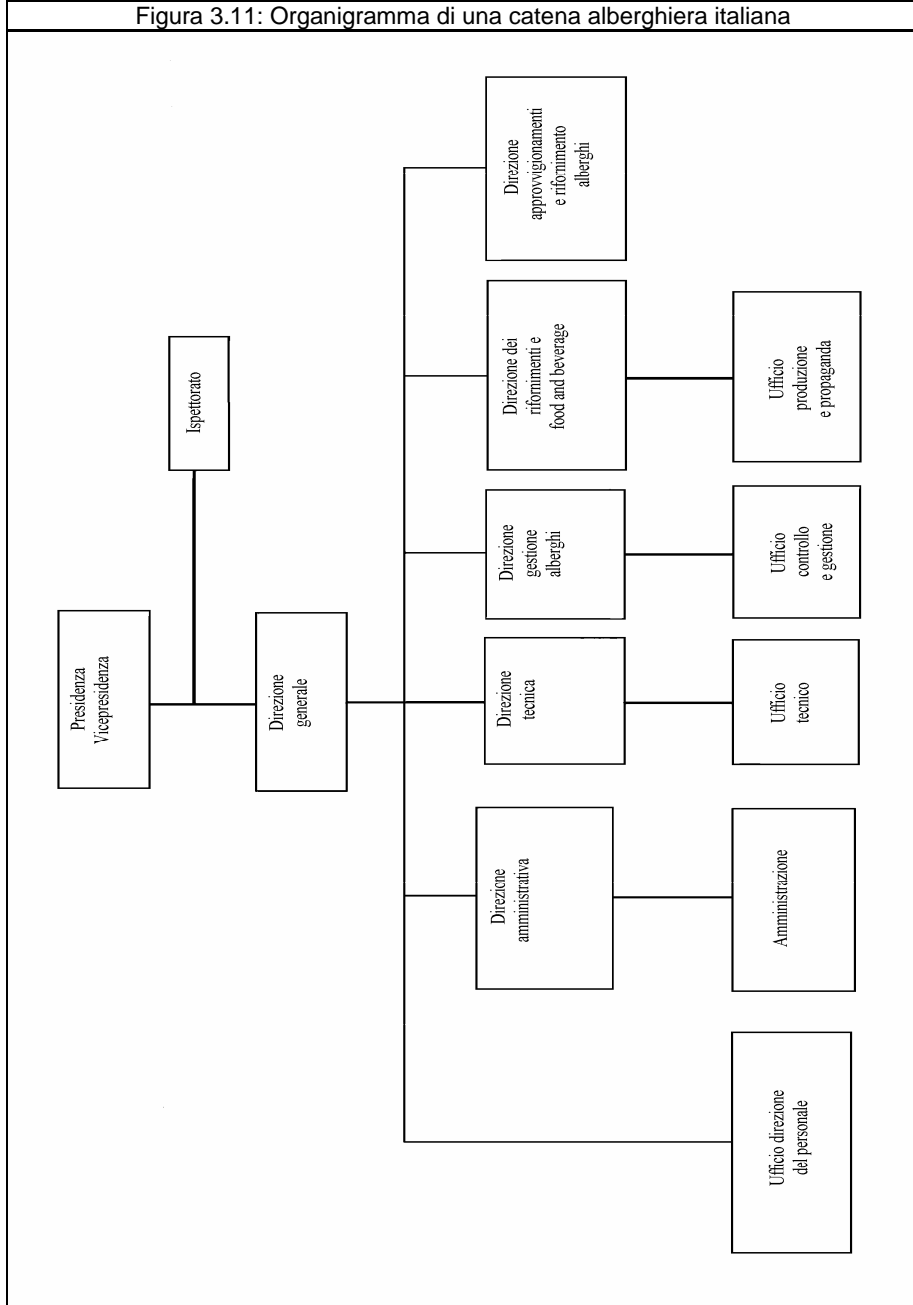 Figura 3.11: Organigramma di una catena alberghiera italiana
Presidenza
Vicepresidenza
Ispettorato
Direzione
generale
Direzione
amministrativa
Direzione
tecnica
Direzione
gestione
alberghi
Direzione dei
rifornimenti e
food and beverage
Direzione
approvvigionamenti
e rifornimento
alberghi
Ufficio direzione
del personale
Amministrazione
Ufficio
tecnico
Ufficio
controllo
e gestione
Ufficio
produzione
e propaganda